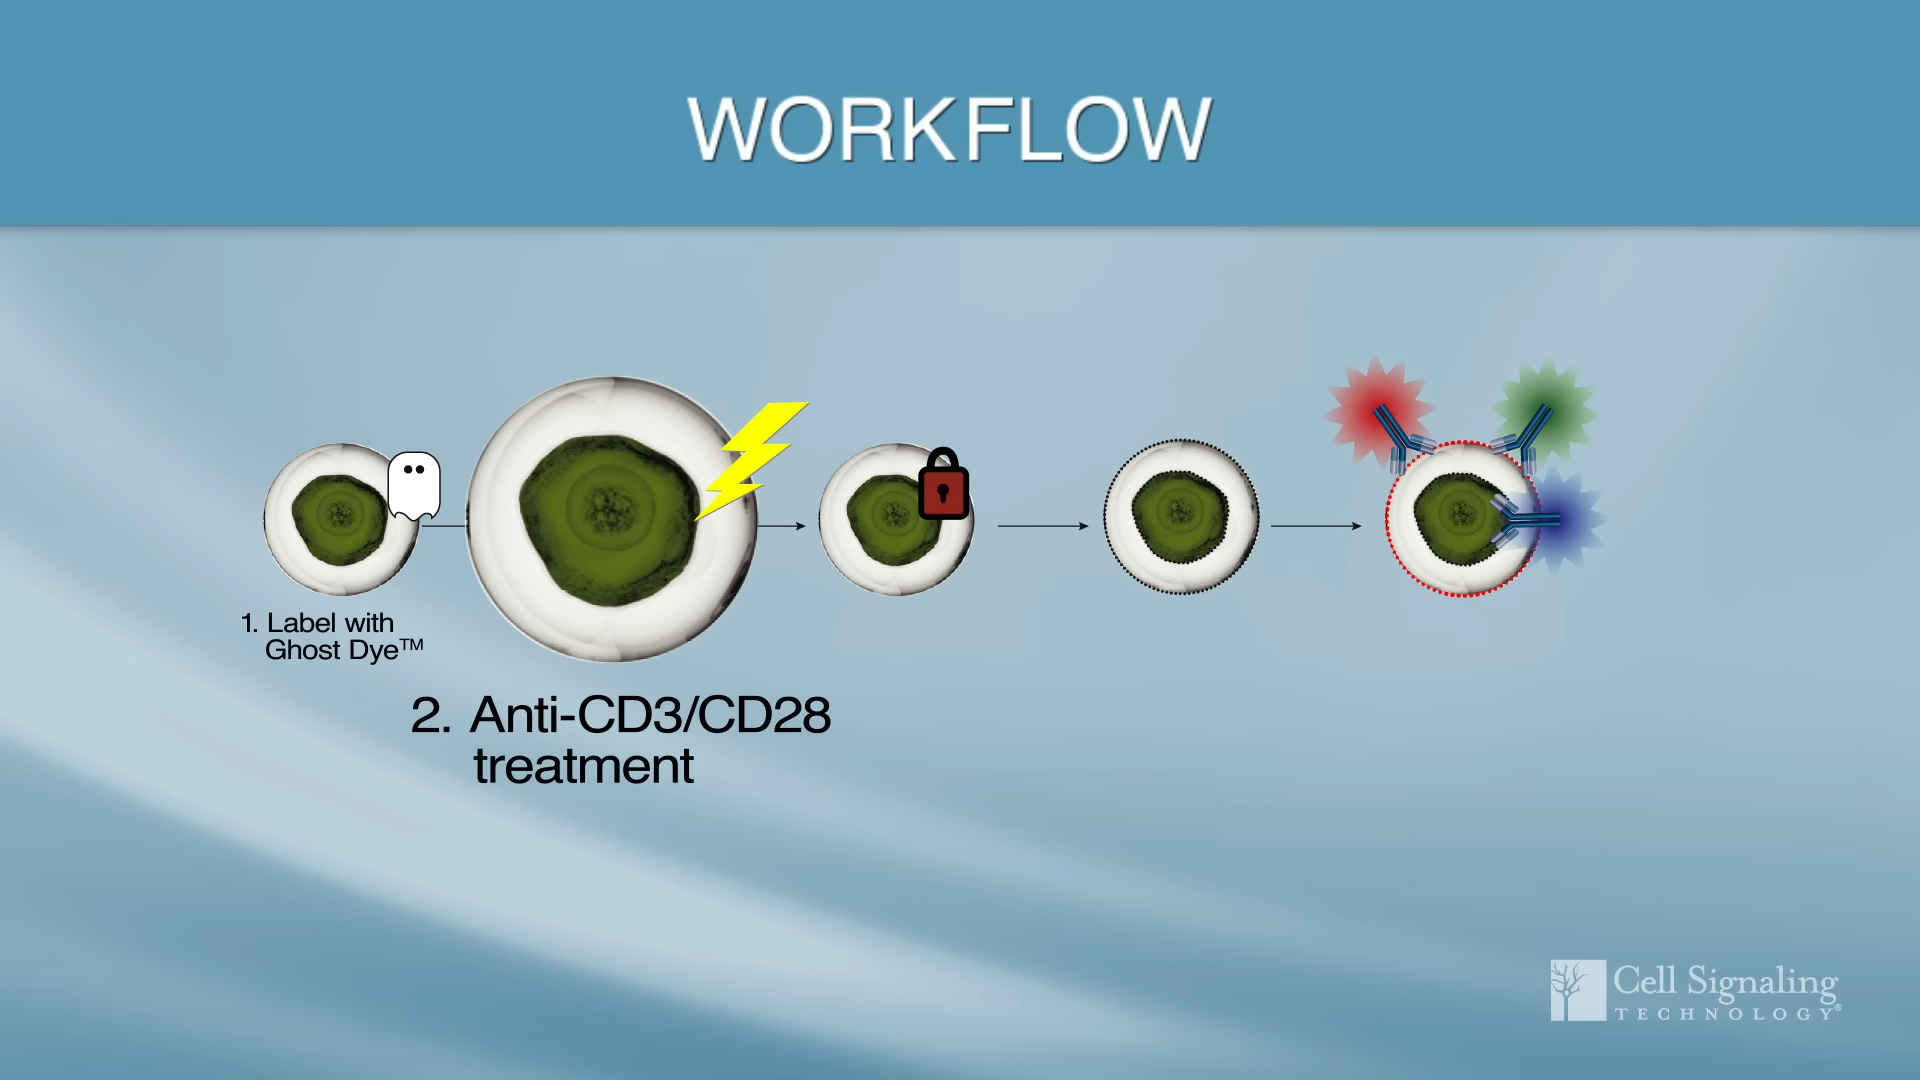 WORKFLOW
1. Label with
Ghost Dye™
2. Anti-CD3/CD28
treatment
Cell Signaling
TECHNOLOGY®